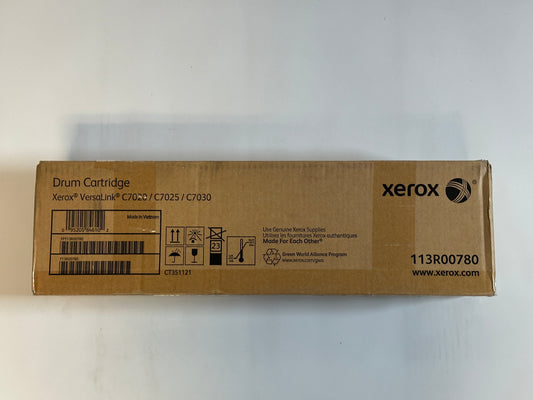 Drum Cartridge
Xerox® VersaLink® C7020 / C7025 / C7030
xerox
Made in Vietnam
23
CT351121
Use Genuine Xerox Supplies
Utilisez les fournitures Xerox authentiques
Made For Each Other®
Green World Alliance Program
www.xerox.com/gwa
113R00780
www.xerox.com